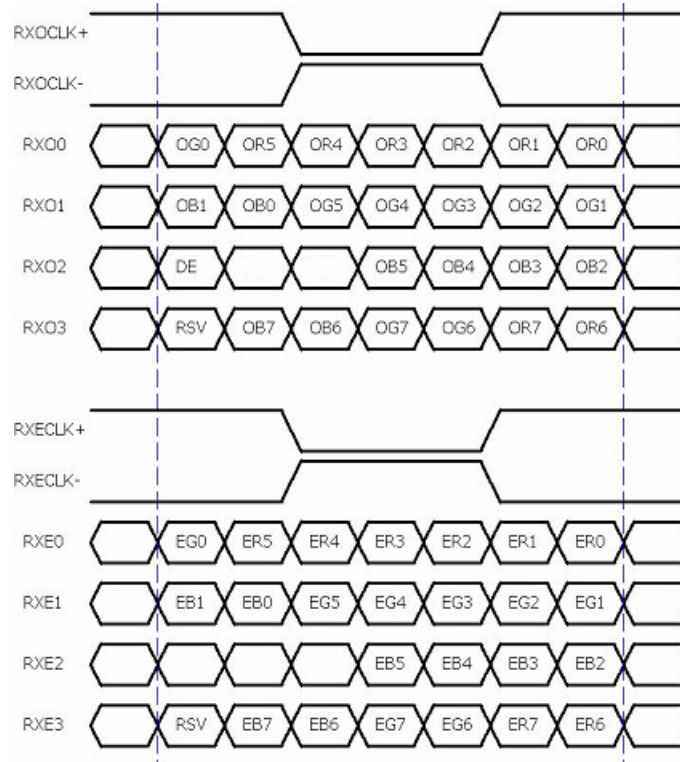 RXOCLK+
RXOCLK-
RXO0 OG0 OR5 OR4 OR3 OR2 OR1 OR0
RXO1 OB1 OB0 OG5 OG4 OG3 OG2 OG1
RXO2 DE OB5 OB4 OB3 OB2
RXO3 RSV OB7 OB6 OG7 OG6 OR7 OR6
RXECLK+
RXECLK-
RXE0 EG0 ER5 ER4 ER3 ER2 ER1 ER0
RXE1 EB1 EB0 EG5 EG4 EG3 EG2 EG1
RXE2 EB5 EB4 EB3 EB2
RXE3 RSV EB7 EB6 EG7 EG6 ER7 ER6